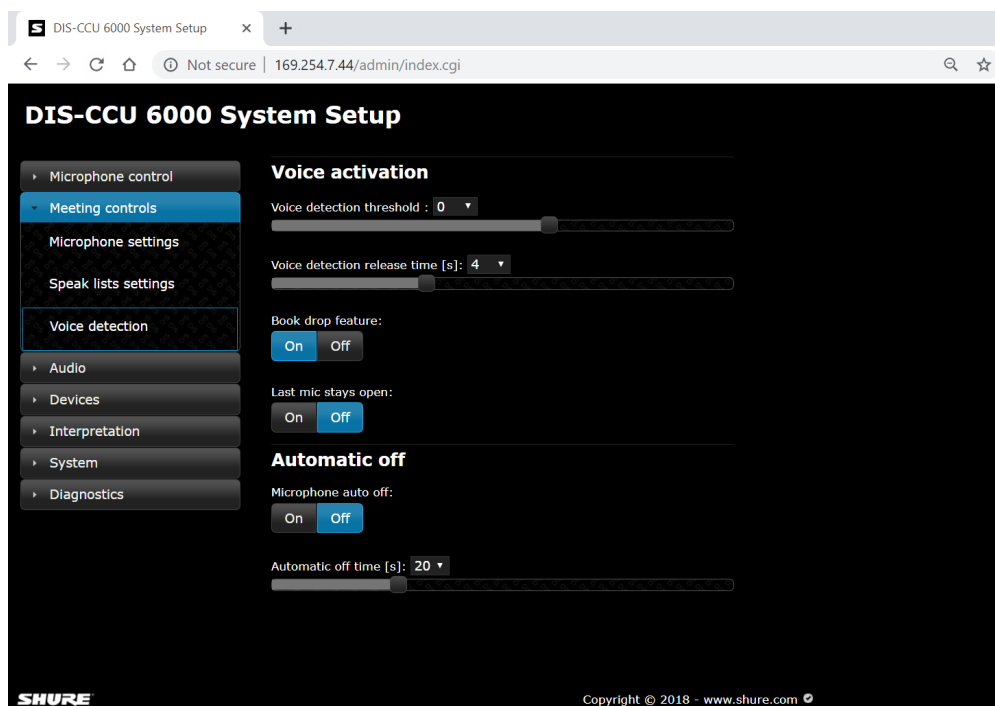 DIS-CCU 6000 System Setup
Not secure | 169.254.7.44/admin/index.cgi
DIS-CCU 6000 System Setup
Microphone control
Meeting controls
Microphone settings
Speak lists settings
Voice detection
Audio
Devices
Interpretation
System
Diagnostics
Voice activation
Voice detection threshold : 0
Voice detection release time [s]: 4
Book drop feature:
On Off
Last mic stays open:
On Off
Automatic off
Microphone auto off:
On Off
Automatic off time [s]: 20
SHURE
Copyright © 2018 - www.shure.com